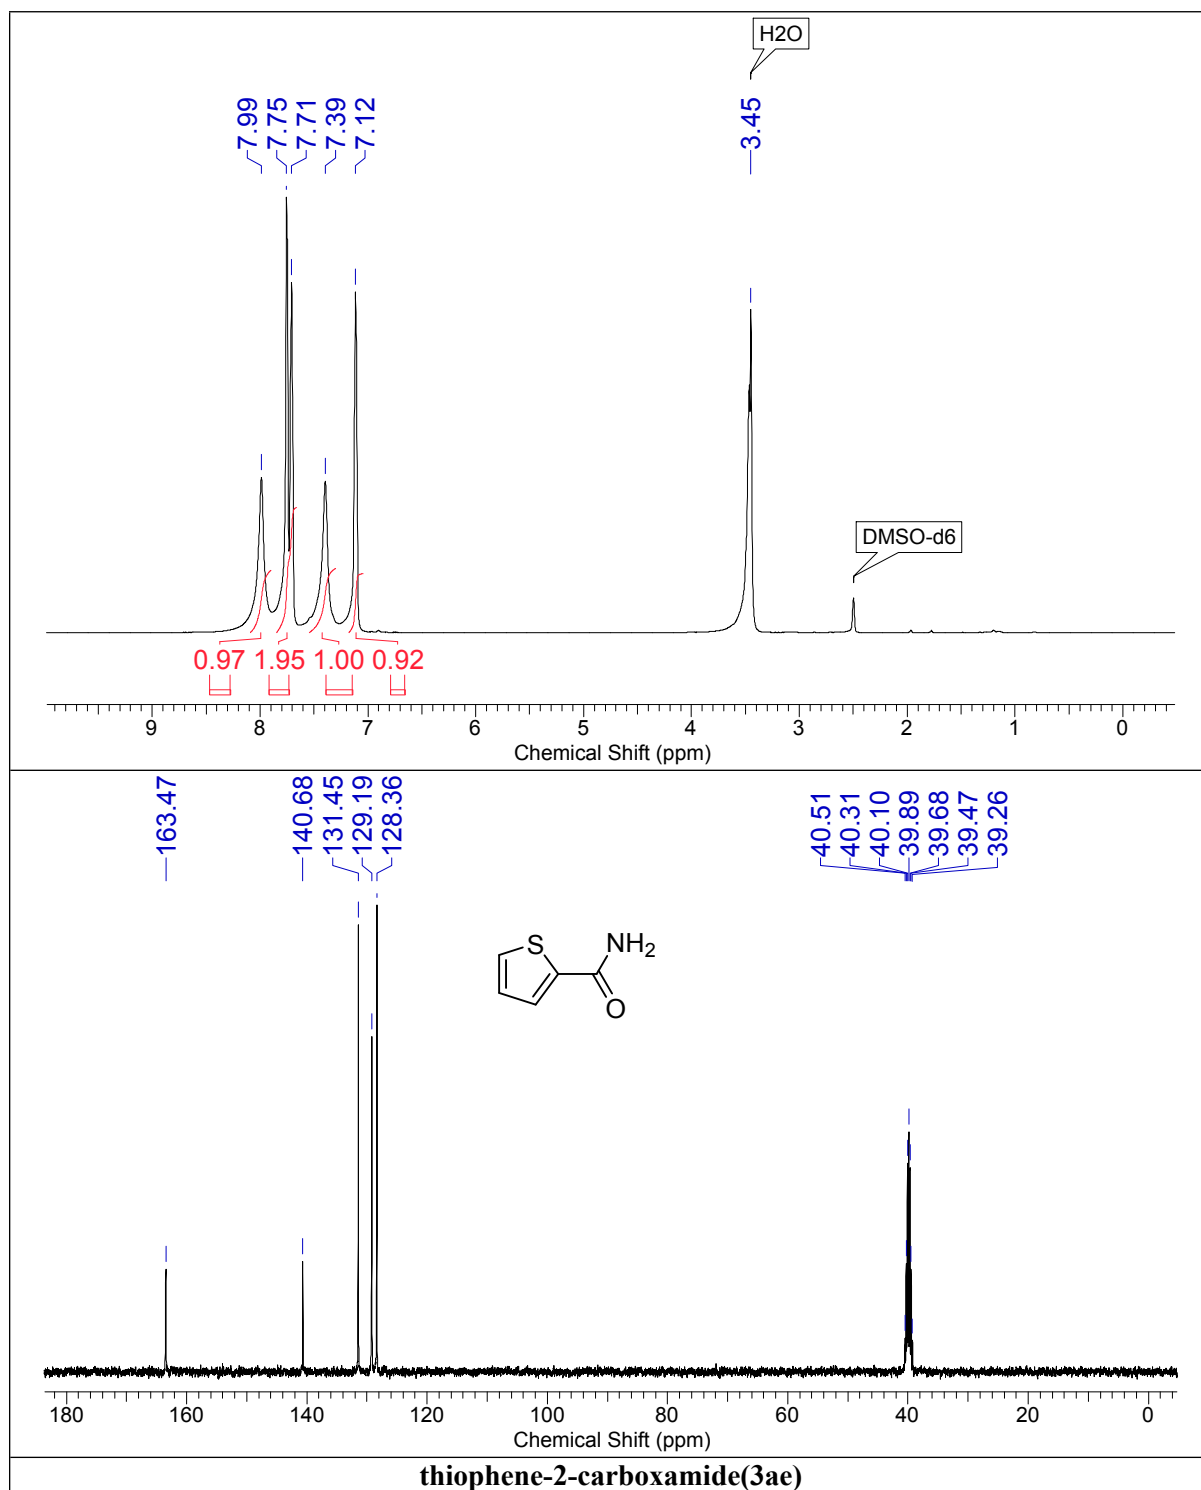 H2O
7.99
7.75
7.71
7.39
7.12
3.45
DMSO-d6
0.97 1.95 1.00 0.92
9 8 7 6 5 4 3 2 1 0
Chemical Shift (ppm)
163.47
140.68
131.45
129.19
128.36
40.51
40.31
40.10
39.89
39.68
39.47
39.26
S
NH2
O
180 160 140 120 100 80 60 40 20 0
Chemical Shift (ppm)
thiophene-2-carboxamide(3ae)